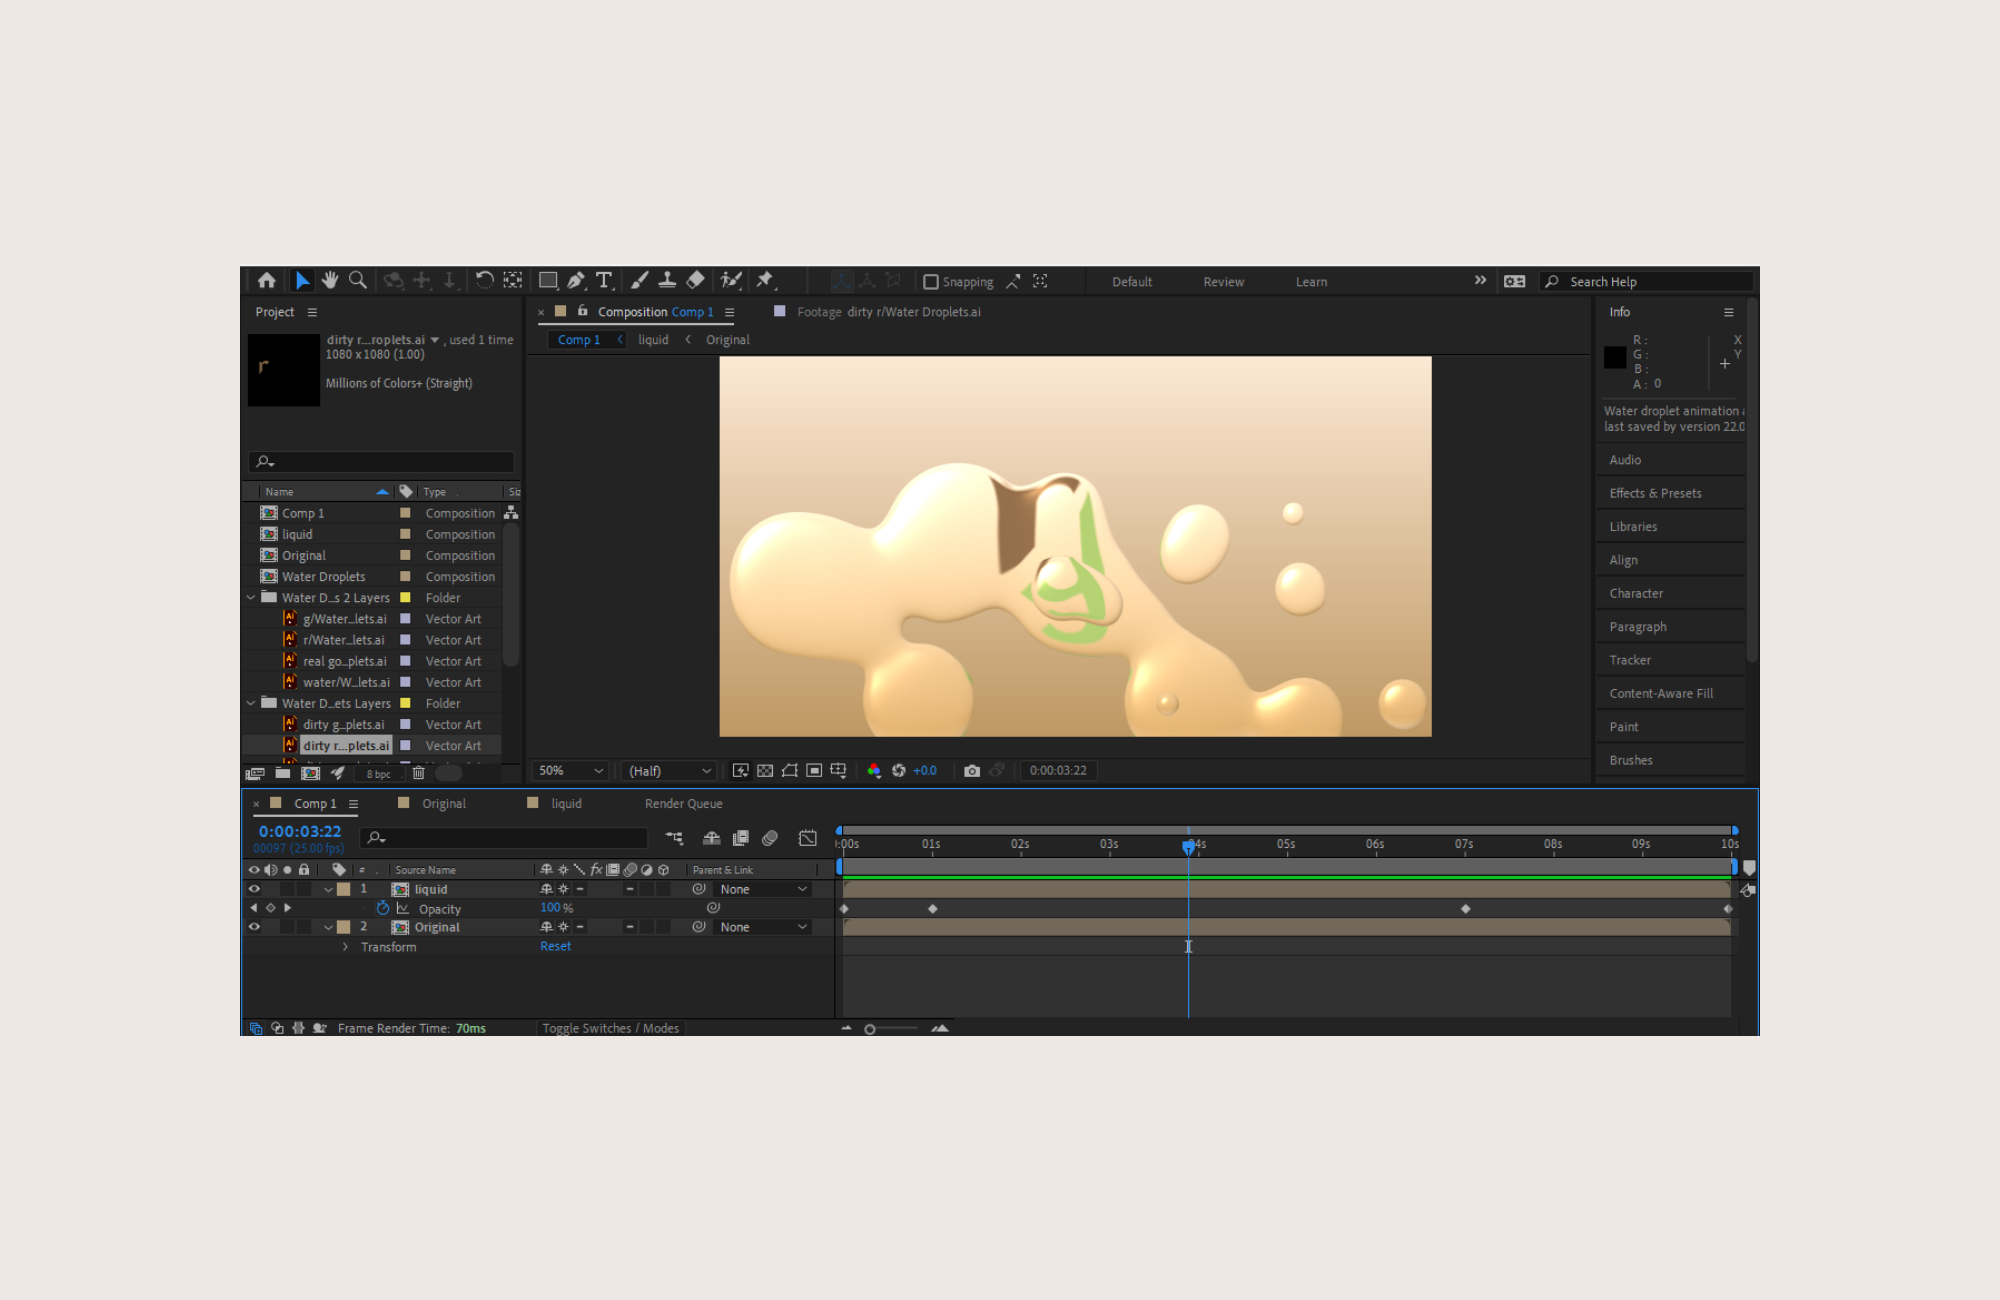 Snapping
Default
Review
Learn
Search Help
Project
dirty r...roplets.ai , used 1 time
1080 x 1080 (1.00)
Millions of Colors+ (Straight)
r
Name
Type
Siz
Comp 1 Composition
liquid Composition
Original Composition
Water Droplets Composition
Water D...s 2 Layers Folder
g/Water...lets.ai Vector Art
r/Water...lets.ai Vector Art
real go...plets.ai Vector Art
water/W...lets.ai Vector Art
Water D...ets Layers Folder
dirty g...plets.ai Vector Art
dirty r...plets.ai Vector Art
8 bpc
Composition Comp 1
Footage dirty r/Water Droplets.ai
Comp 1 < liquid < Original
50%
(Half)
+0.0
0:00:03:22
Info
R :
G :
B :
A : 0
X
Y
Water droplet animation
last saved by version 22.0
Audio
Effects & Presets
Libraries
Align
Character
Paragraph
Tracker
Content-Aware Fill
Paint
Brushes
Comp 1
Original
liquid
Render Queue
0:00:03:22
00097 (25.00 fps)
:00s 01s 02s 03s 04s 05s 06s 07s 08s 09s 10s
# Source Name
fx
Parent & Link
1 liquid None
Opacity 100 %
2 Original None
Transform Reset
Frame Render Time: 70ms
Toggle Switches / Modes